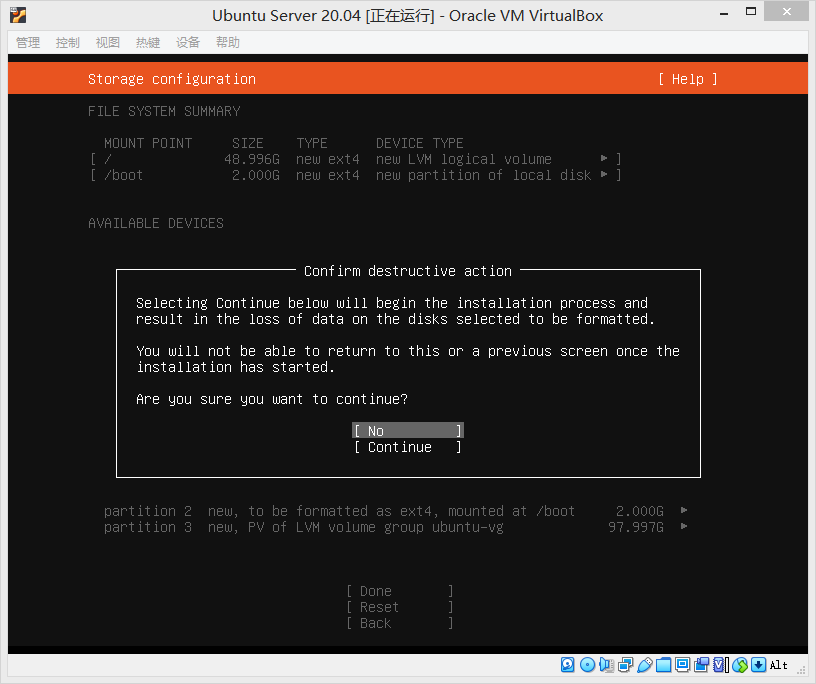 Ubuntu Server 20.04 [正在运行] - Oracle VM VirtualBox
管理 控制 视图 热键 设备 帮助
Storage configuration [ Help ]
FILE SYSTEM SUMMARY
MOUNT POINT SIZE TYPE DEVICE TYPE
[ / 48.996G new ext4 new LVM logical volume ▸ ]
[ /boot 2.000G new ext4 new partition of local disk ▸ ]
AVAILABLE DEVICES
Confirm destructive action
Selecting Continue below will begin the installation process and
result in the loss of data on the disks selected to be formatted.
You will not be able to return to this or a previous screen once the
installation has started.
Are you sure you want to continue?
[ No ]
[ Continue ]
partition 2 new, to be formatted as ext4, mounted at /boot 2.000G ▸
partition 3 new, PV of LVM volume group ubuntu-vg 97.997G ▸
[ Done ]
[ Reset ]
[ Back ]
Alt